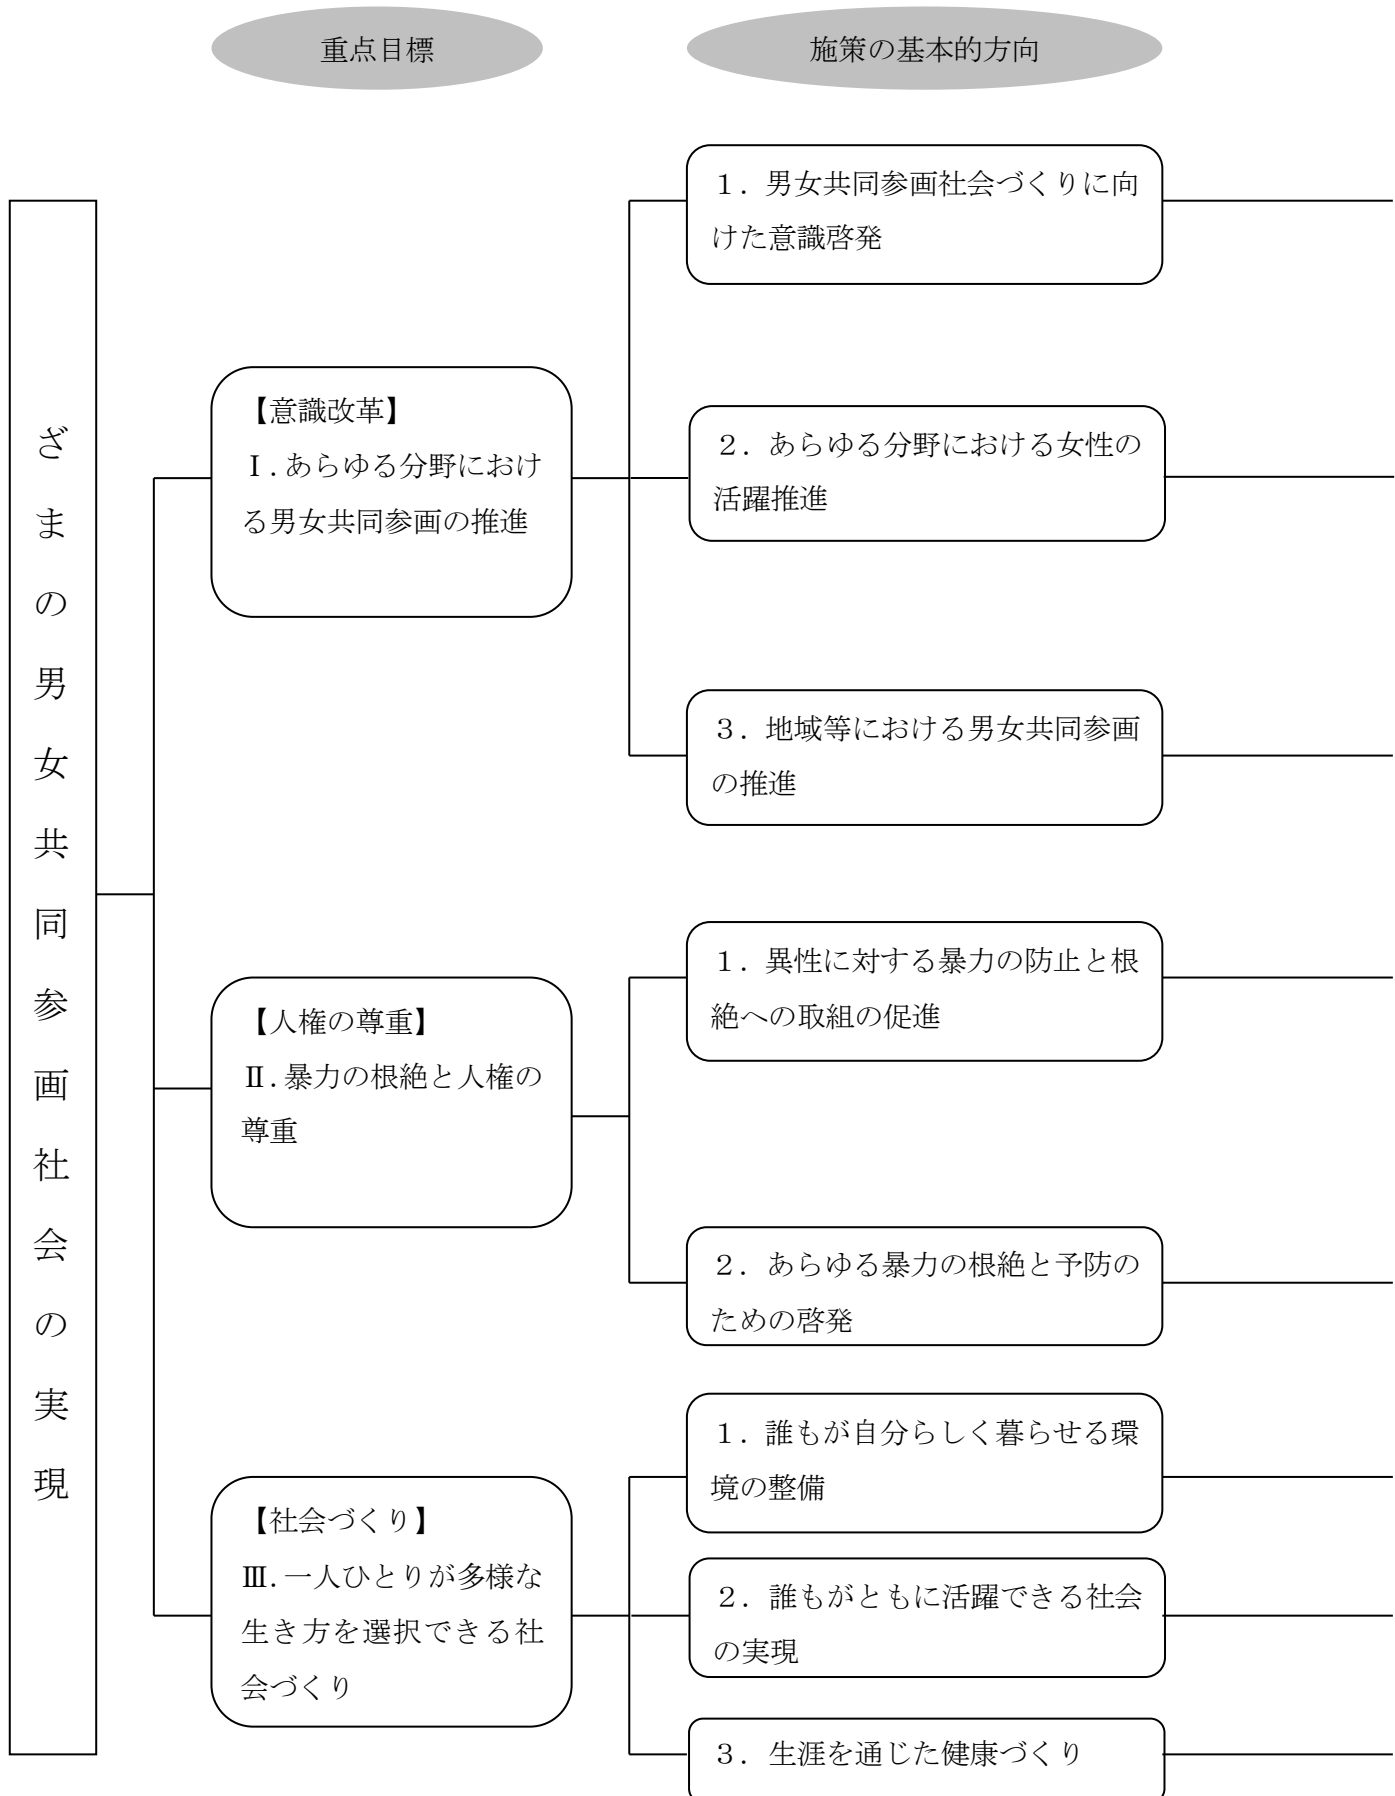 重点目標
施策の基本的方向
ざまの男女共同参画社会の実現
【意識改革】
Ⅰ．あらゆる分野におけ
る男女共同参画の推進
１．男女共同参画社会づくりに向
けた意識啓発
２．あらゆる分野における女性の
活躍推進
３．地域等における男女共同参画
の推進
【人権の尊重】
Ⅱ．暴力の根絶と人権の
尊重
１．異性に対する暴力の防止と根
絶への取組の促進
２．あらゆる暴力の根絶と予防の
ための啓発
【社会づくり】
Ⅲ．一人ひとりが多様な
生き方を選択できる社
会づくり
１．誰もが自分らしく暮らせる環
境の整備
２．誰もがともに活躍できる社会
の実現
３．生涯を通じた健康づくり